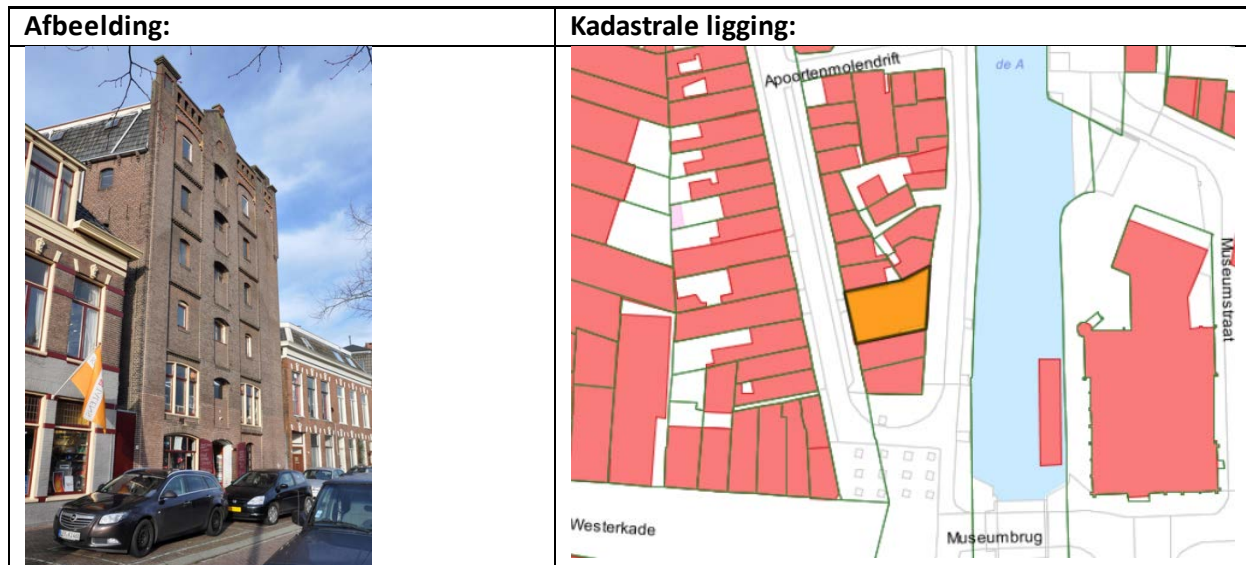 Afbeelding:
Kadastrale ligging:
de A
Apoortenmolendrift
Museumstraat
Westerkade
Museumbrug